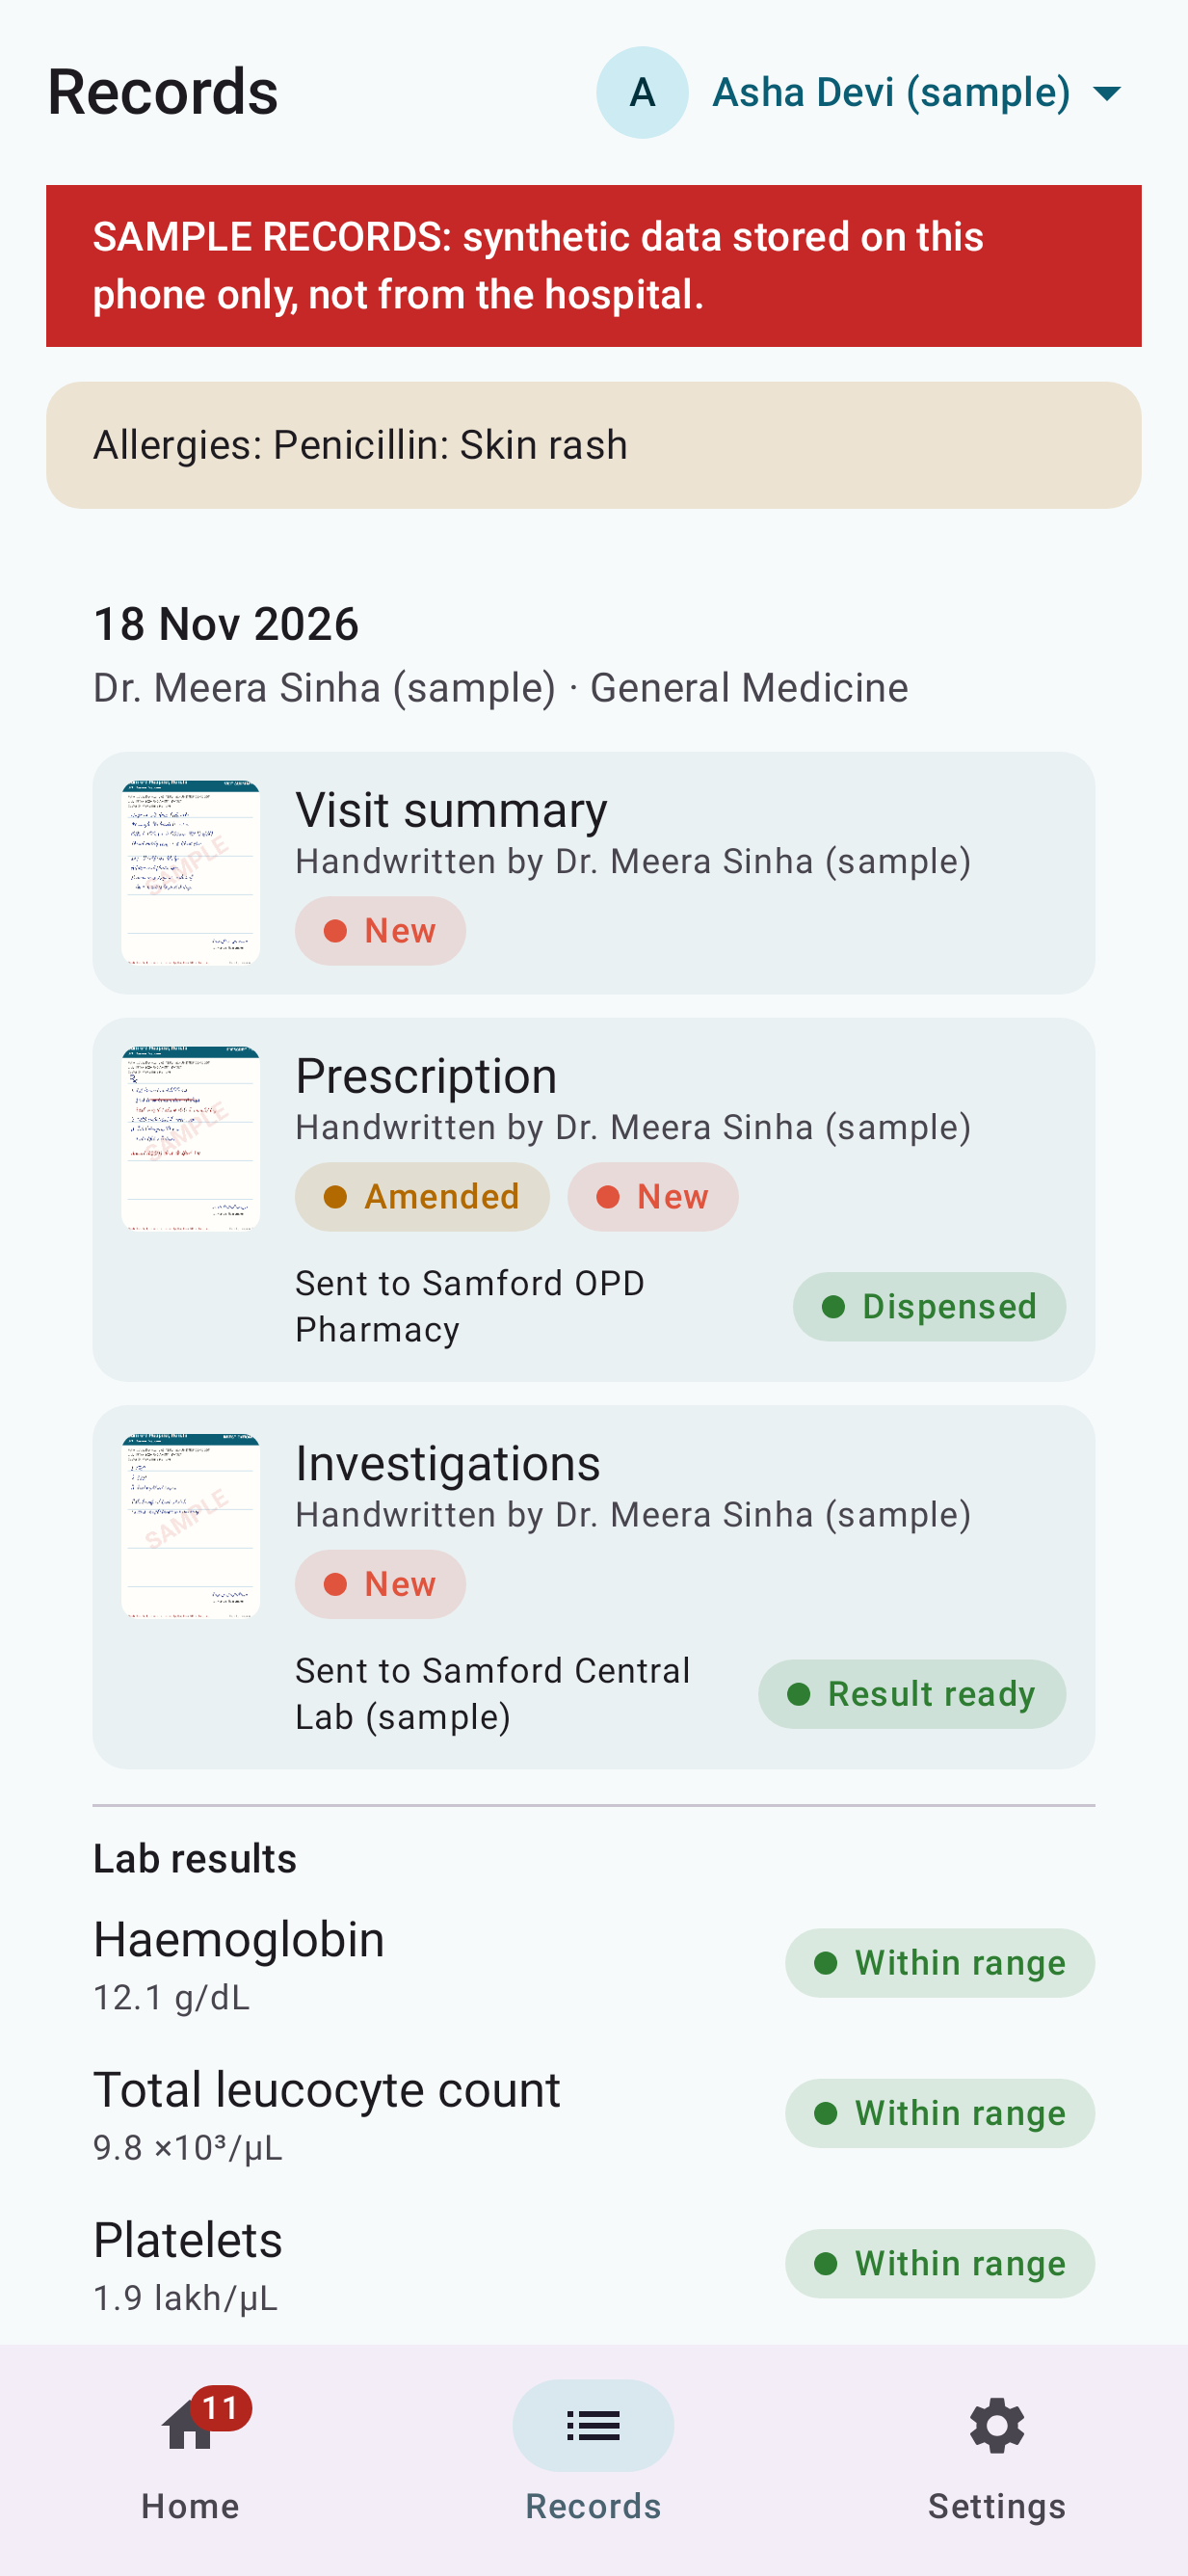 Records
A
Asha Devi (sample)
SAMPLE RECORDS: synthetic data stored on this
phone only, not from the hospital.
Allergies: Penicillin: Skin rash
18 Nov 2026
Dr. Meera Sinha (sample) · General Medicine
SAMPLE
Visit summary
Handwritten by Dr. Meera Sinha (sample)
New
SAMPLE
Prescription
Handwritten by Dr. Meera Sinha (sample)
Amended
New
Sent to Samford OPD
Pharmacy
Dispensed
SAMPLE
Investigations
Handwritten by Dr. Meera Sinha (sample)
New
Sent to Samford Central
Lab (sample)
Result ready
Lab results
Haemoglobin
12.1 g/dL
Within range
Total leucocyte count
9.8 ×10³/µL
Within range
Platelets
1.9 lakh/µL
Within range
11
Home
Records
Settings